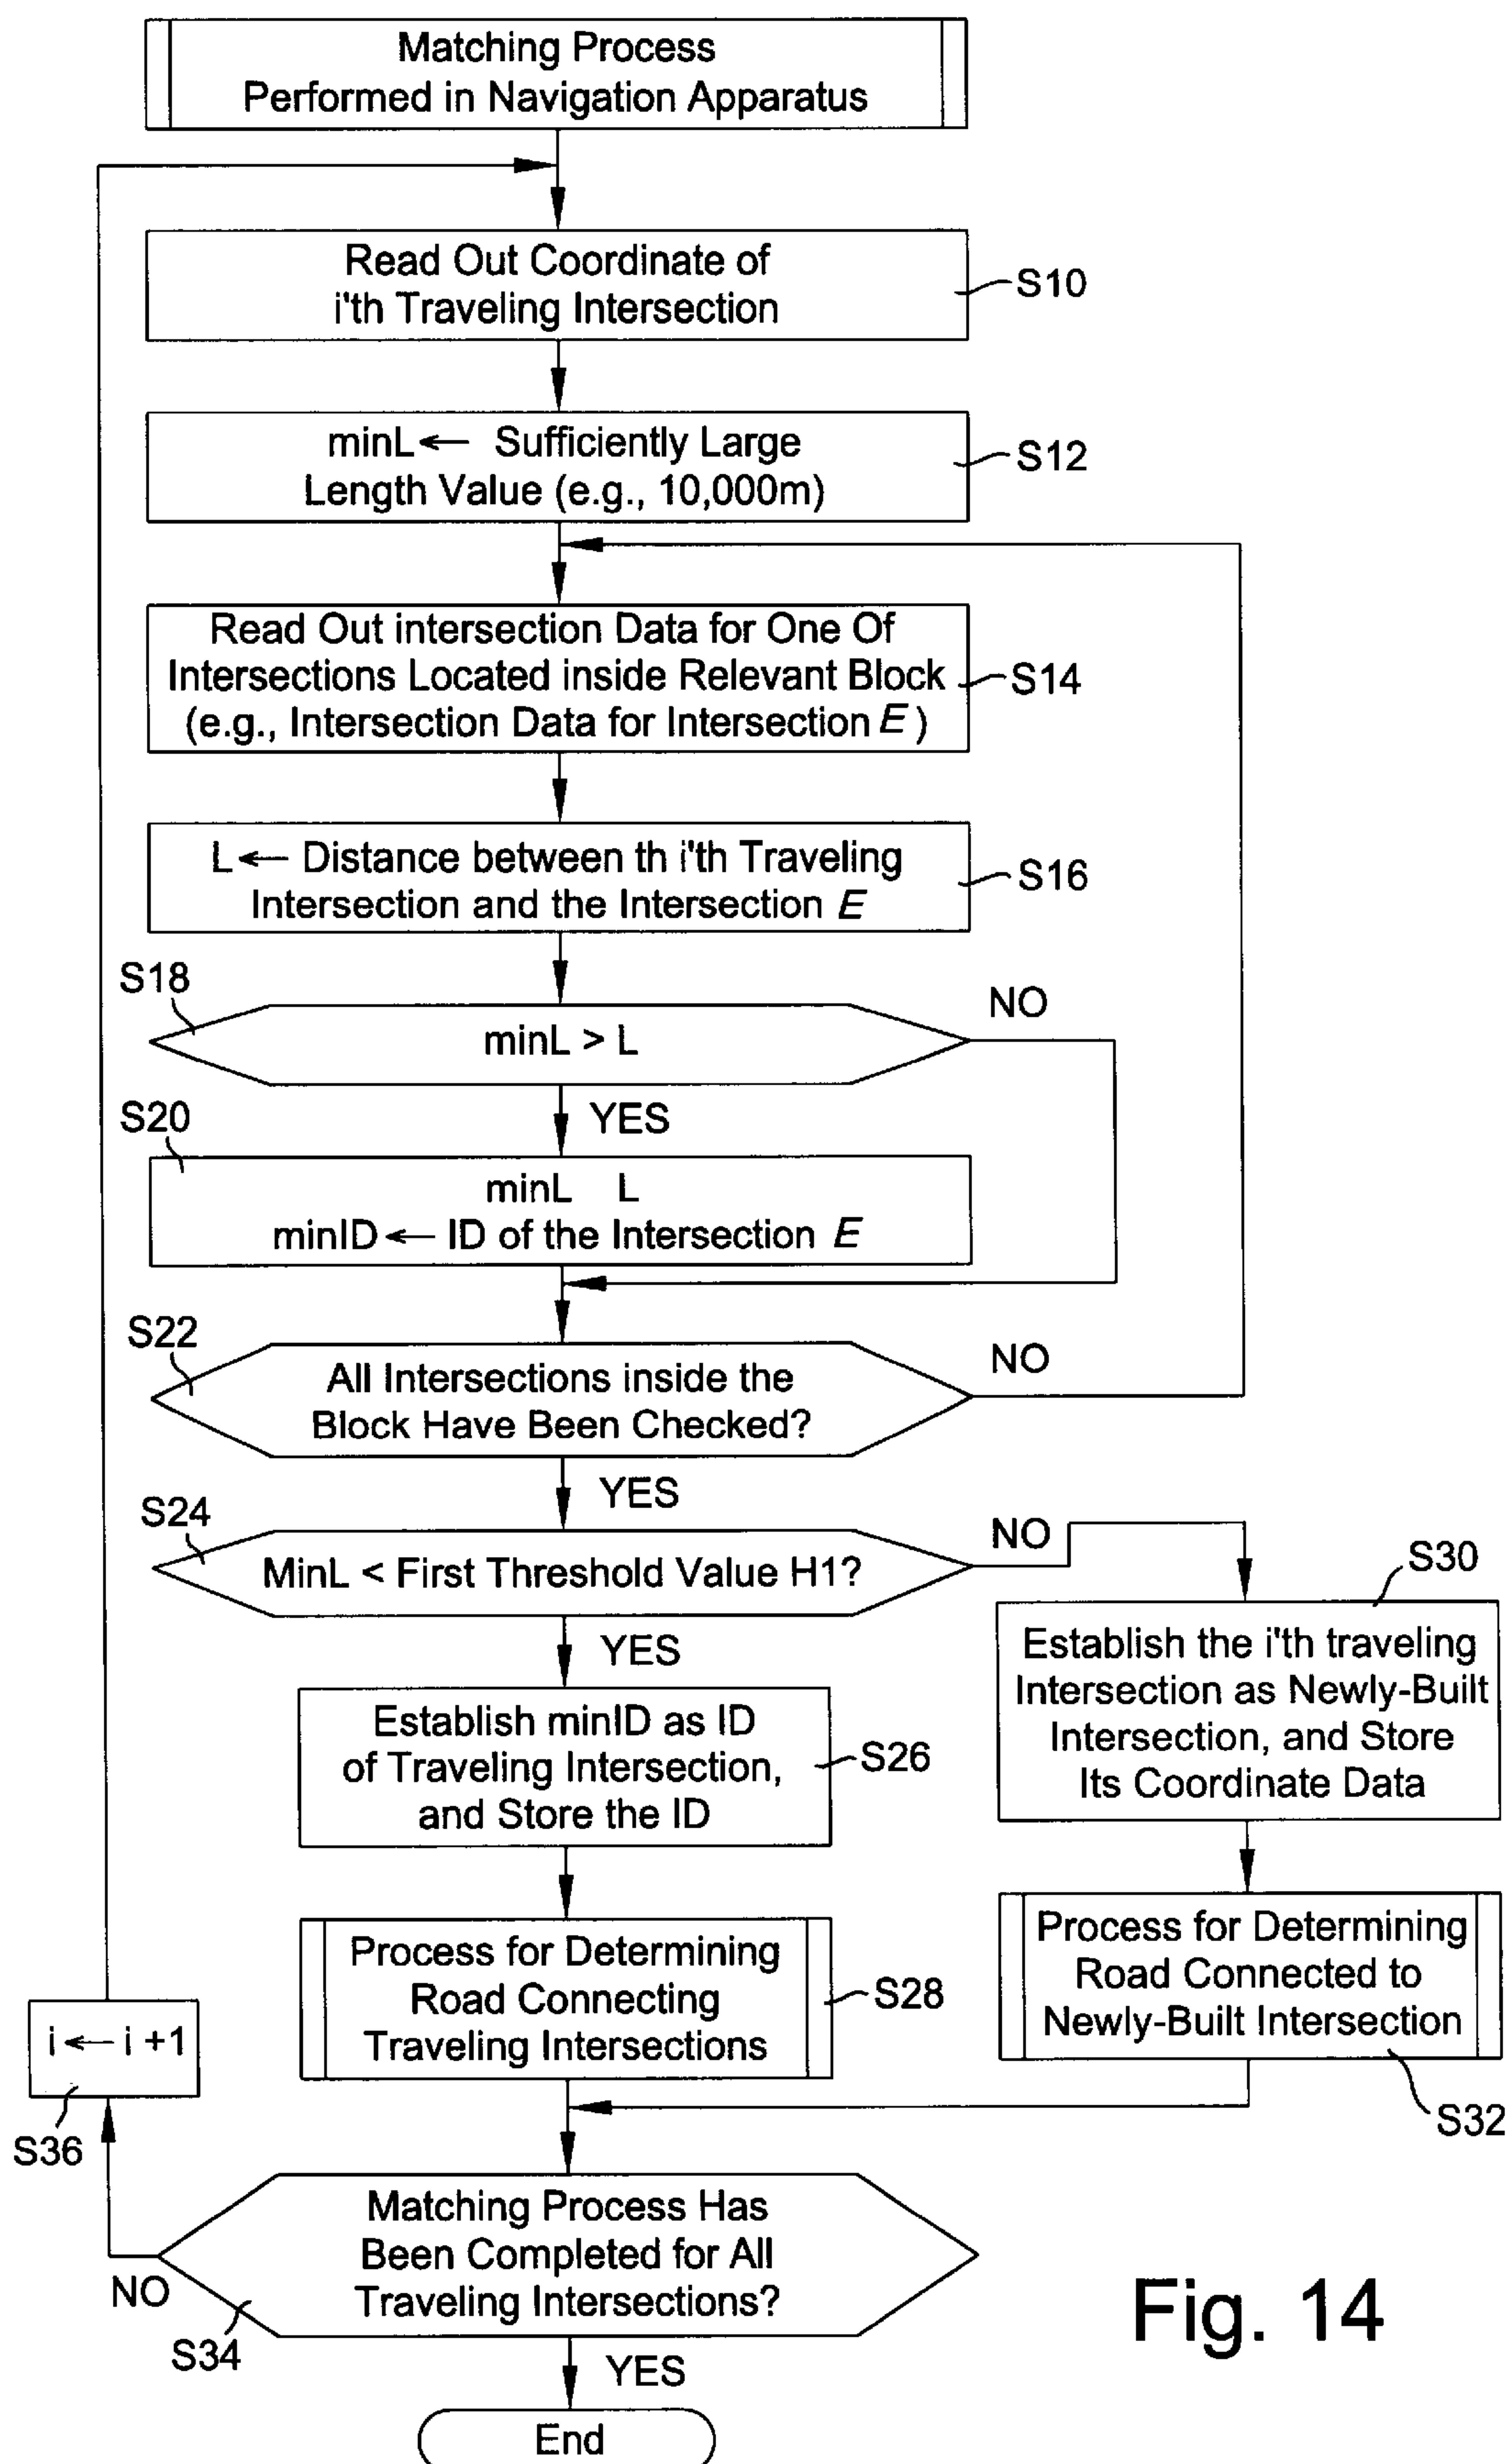 Matching Process
Performed in Navigation Apparatus
Read Out Coordinate of
i'th Traveling Intersection
S10
minL← Sufficiently Large
Length Value (e.g., 10,000m)
S12
Read Out intersection Data for One Of
Intersections Located inside Relevant Block
(e.g., Intersection Data for Intersection E)
S14
L← Distance between th i'th Traveling
Intersection and the Intersection E
S16
S18
minL > L
NO
YES
S20
minL L
minID← ID of the Intersection E
S22
All Intersections inside the
Block Have Been Checked?
NO
YES
S24
MinL < First Threshold Value H1?
NO
YES
S30
Establish the i'th traveling
Intersection as Newly-Built
Intersection, and Store
Its Coordinate Data
Establish minID as ID
of Traveling Intersection,
and Store the ID
S26
Process for Determining
Road Connected to
Newly-Built Intersection
S32
Process for Determining
Road Connecting
Traveling Intersections
S28
i← i +1
S36
Matching Process Has
Been Completed for All
Traveling Intersections?
NO
S34
YES
End
Fig. 14